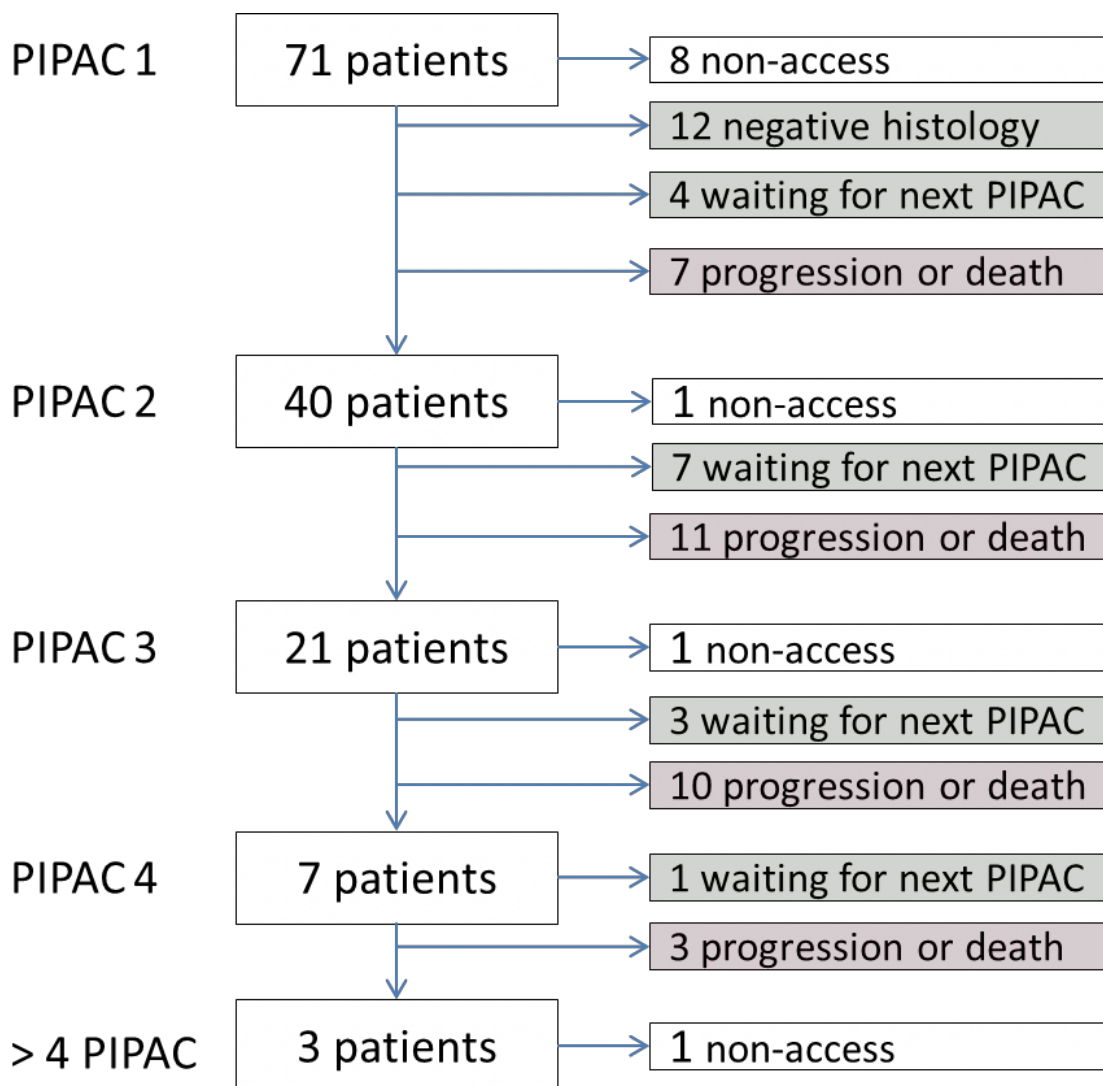 PIPAC 1
71 patients
8 non-access
12 negative histology
4 waiting for next PIPAC
7 progression or death
PIPAC 2
40 patients
1 non-access
7 waiting for next PIPAC
11 progression or death
PIPAC 3
21 patients
1 non-access
3 waiting for next PIPAC
10 progression or death
PIPAC 4
7 patients
1 waiting for next PIPAC
3 progression or death
> 4 PIPAC
3 patients
1 non-access